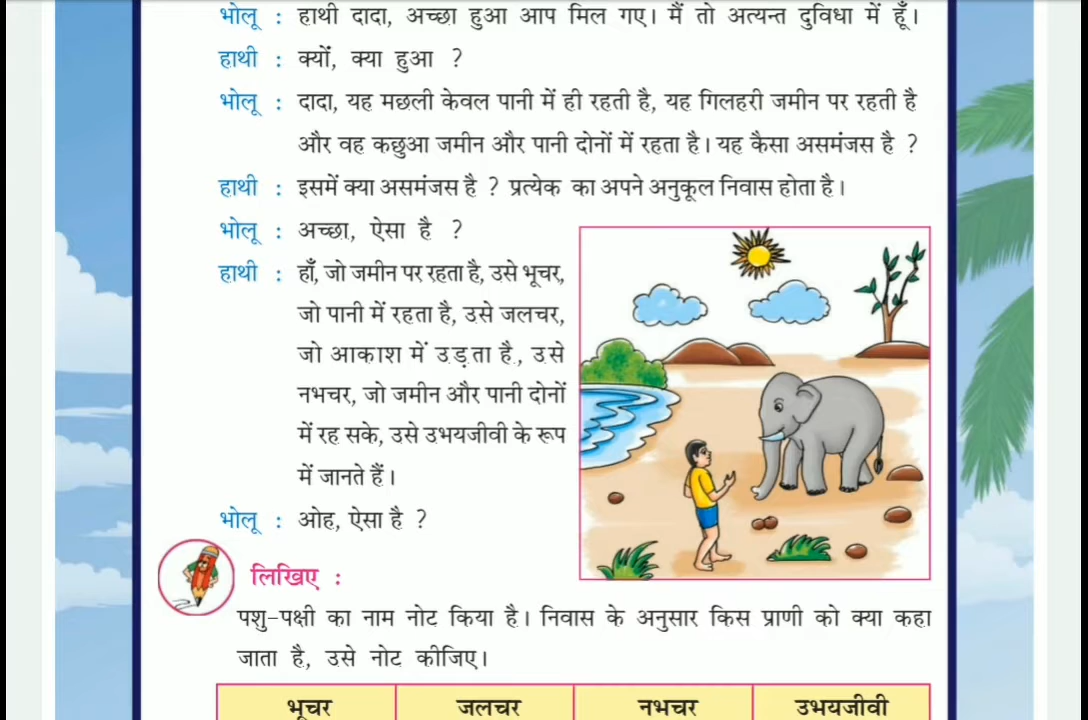 भोलू : हाथी दादा, अच्छा हुआ आप मिल गए। मैं तो अत्यन्त दुविधा में हूँ।
हाथी : क्यों, क्या हुआ ?
भोलू : दादा, यह मछली केवल पानी में ही रहती है, यह गिलहरी जमीन पर रहती है
और वह कछुआ जमीन और पानी दोनों में रहता है। यह कैसा असमंजस है ?
हाथी : इसमें क्या असमंजस है ? प्रत्येक का अपने अनुकूल निवास होता है।
भोलू : अच्छा, ऐसा है ?
हाथी : हाँ, जो जमीन पर रहता है, उसे भूचर,
जो पानी में रहता है, उसे जलचर,
जो आकाश में उड़ता है, उसे
नभचर, जो जमीन और पानी दोनों
में रह सके, उसे उभयजीवी के रूप
में जानते हैं।
भोलू : ओह, ऐसा है ?
लिखिए :
पशु-पक्षी का नाम नोट किया है। निवास के अनुसार किस प्राणी को क्या कहा
जाता है, उसे नोट कीजिए।
भूचर जलचर नभचर उभयजीवी